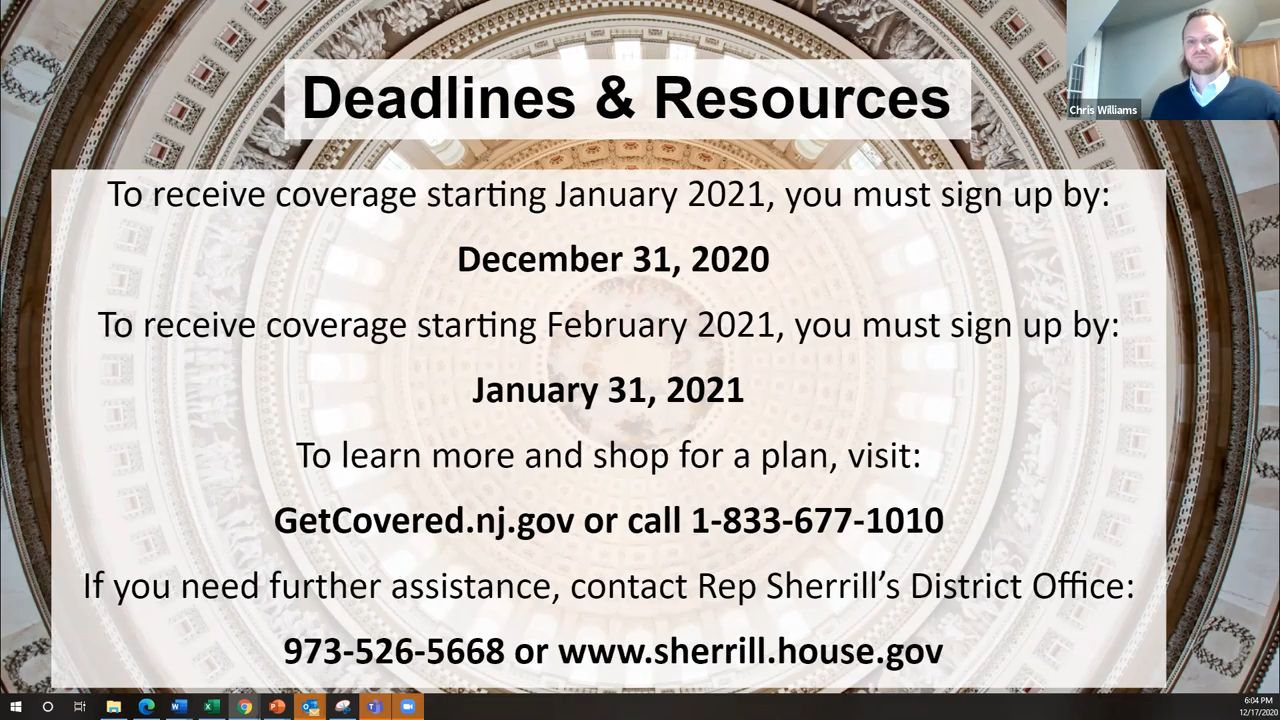 Deadlines & Resources
Chris Williams
To receive coverage starting January 2021, you must sign up by:
December 31, 2020
To receive coverage starting February 2021, you must sign up by:
January 31, 2021
To learn more and shop for a plan, visit:
GetCovered.nj.gov or call 1-833-677-1010
If you need further assistance, contact Rep Sherrill’s District Office:
973-526-5668 or www.sherrill.house.gov
6:04 PM
12/17/2020